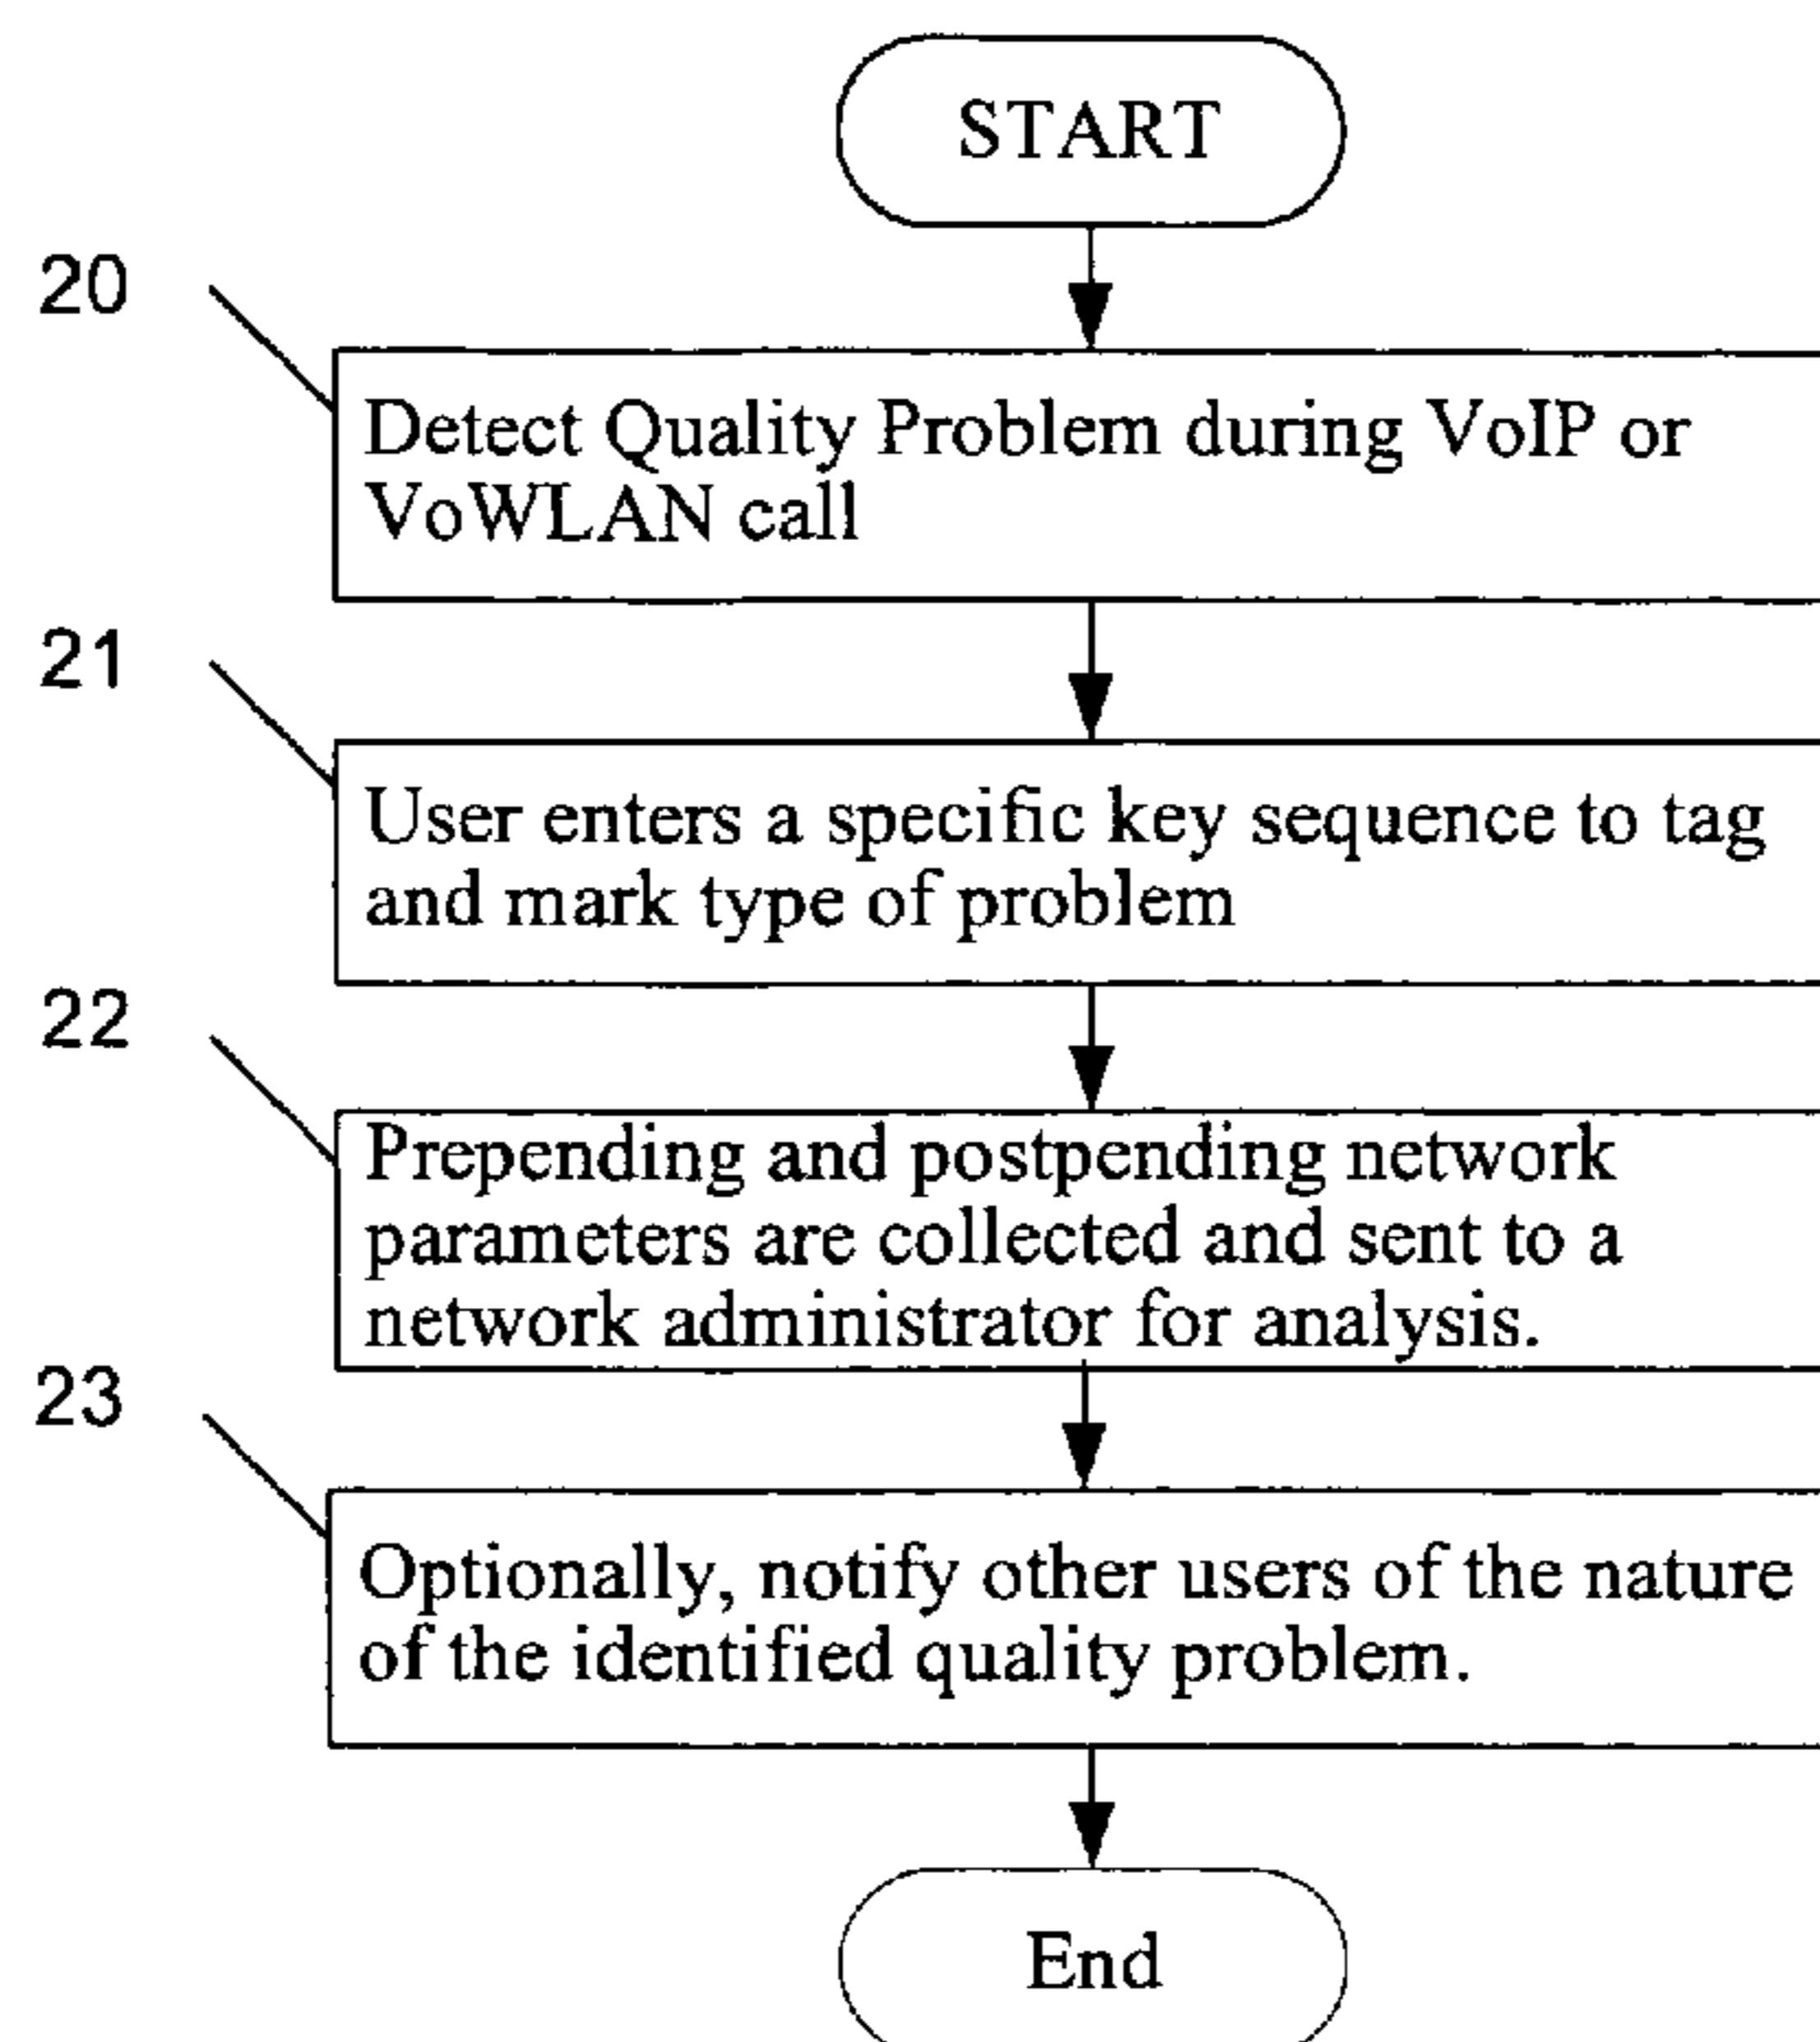 START
20
Detect Quality Problem during VoIP or
VoWLAN call
21
User enters a specific key sequence to tag
and mark type of problem
22
Prepending and postpending network
parameters are collected and sent to a
network administrator for analysis.
23
Optionally, notify other users of the nature
of the identified quality problem.
End